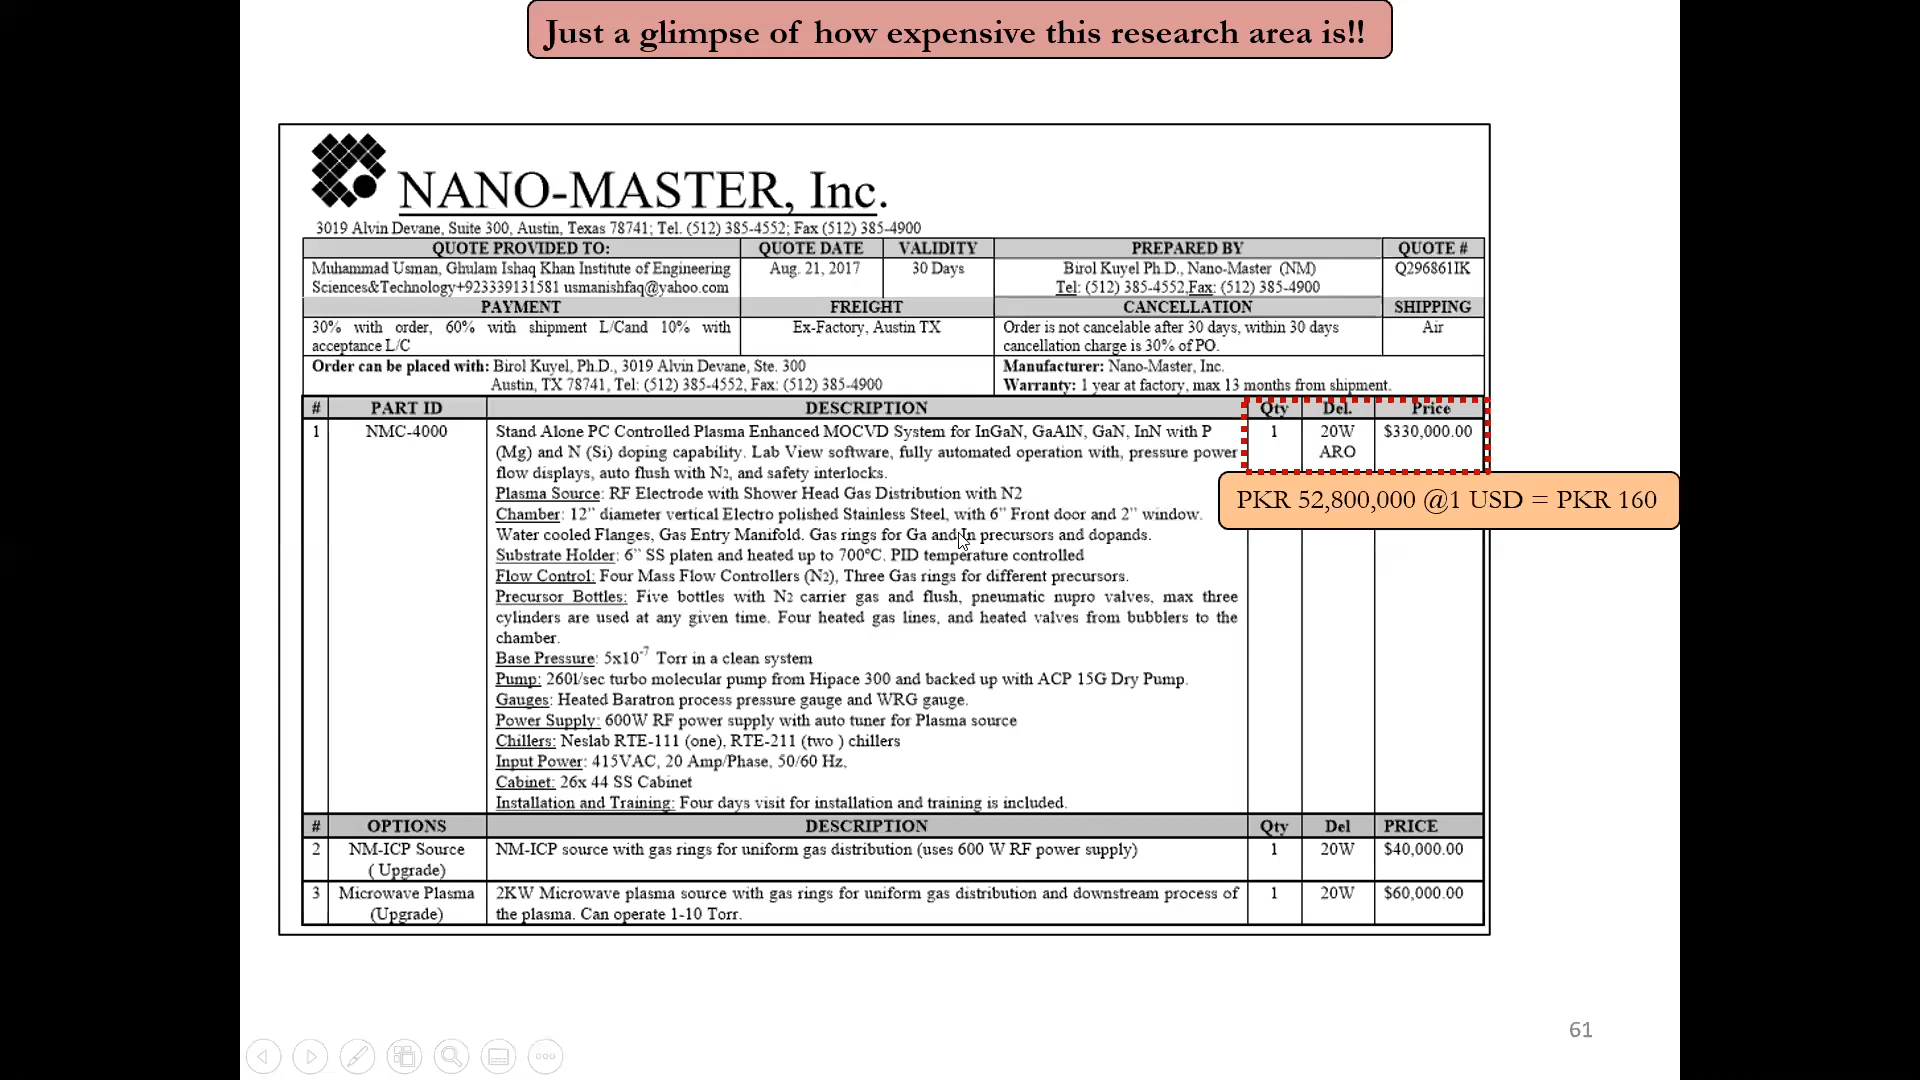 Just a glimpse of how expensive this research area is!!
NANO-MASTER, Inc.
3019 Alvin Devane, Suite 300, Austin, Texas 78741; Tel. (512) 385-4552; Fax (512) 385-4900
QUOTE PROVIDED TO: QUOTE DATE VALIDITY PREPARED BY QUOTE #
Muhammad Usman, Ghulam Ishaq Khan Institute of Engineering Aug. 21, 2017 30 Days Birol Kuyel Ph.D., Nano-Master (NM) Q296861IK
Sciences&Technology+923339131581 usmanishfaq@yahoo.com Tel: (512) 385-4552,Fax: (512) 385-4900
PAYMENT FREIGHT CANCELLATION SHIPPING
30% with order, 60% with shipment L/Cand 10% with Ex-Factory, Austin TX Order is not cancelable after 30 days, within 30 days Air
acceptance L/C cancellation charge is 30% of PO.
Order can be placed with: Birol Kuyel, Ph.D., 3019 Alvin Devane, Ste. 300 Manufacturer: Nano-Master, Inc.
Austin, TX 78741, Tel: (512) 385-4552, Fax: (512) 385-4900 Warranty: 1 year at factory, max 13 months from shipment.
# PART ID DESCRIPTION Qty Del. Price
1 NMC-4000 Stand Alone PC Controlled Plasma Enhanced MOCVD System for InGaN, GaAlN, GaN, InN with P 1 20W $330,000.00
(Mg) and N (Si) doping capability. Lab View software, fully automated operation with, pressure power ARO
flow displays, auto flush with N2, and safety interlocks.
Plasma Source: RF Electrode with Shower Head Gas Distribution with N2
PKR 52,800,000 @1 USD = PKR 160
Chamber: 12” diameter vertical Electro polished Stainless Steel, with 6” Front door and 2” window.
Water cooled Flanges, Gas Entry Manifold. Gas rings for Ga and In precursors and dopands.
Substrate Holder: 6” SS platen and heated up to 700°C. PID temperature controlled
Flow Control: Four Mass Flow Controllers (N2), Three Gas rings for different precursors.
Precursor Bottles: Five bottles with N2 carrier gas and flush, pneumatic nupro valves, max three
cylinders are used at any given time. Four heated gas lines, and heated valves from bubblers to the
chamber.
Base Pressure: 5x10-7 Torr in a clean system
Pump: 260l/sec turbo molecular pump from Hipace 300 and backed up with ACP 15G Dry Pump.
Gauges: Heated Baratron process pressure gauge and WRG gauge.
Power Supply: 600W RF power supply with auto tuner for Plasma source
Chillers: Neslab RTE-111 (one), RTE-211 (two ) chillers
Input Power: 415VAC, 20 Amp/Phase, 50/60 Hz,
Cabinet: 26x 44 SS Cabinet
Installation and Training: Four days visit for installation and training is included.
# OPTIONS DESCRIPTION Qty Del PRICE
2 NM-ICP Source NM-ICP source with gas rings for uniform gas distribution (uses 600 W RF power supply) 1 20W $40,000.00
( Upgrade)
3 Microwave Plasma 2KW Microwave plasma source with gas rings for uniform gas distribution and downstream process of 1 20W $60,000.00
(Upgrade) the plasma. Can operate 1-10 Torr.
61